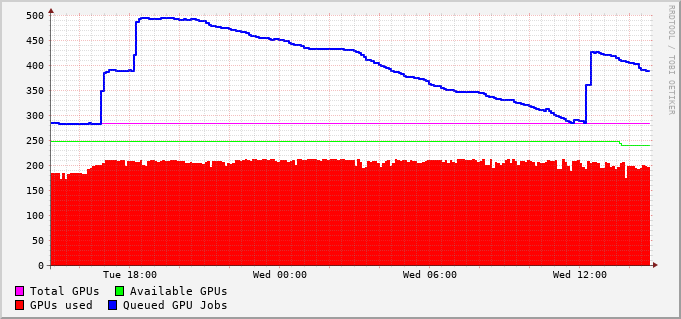 500
450
400
350
300
250
200
150
100
50
0
Tue 18:00 Wed 00:00 Wed 06:00 Wed 12:00
Total GPUs Available GPUs
GPUs used Queued GPU Jobs
RRDTOOL / TOBI OETIKER